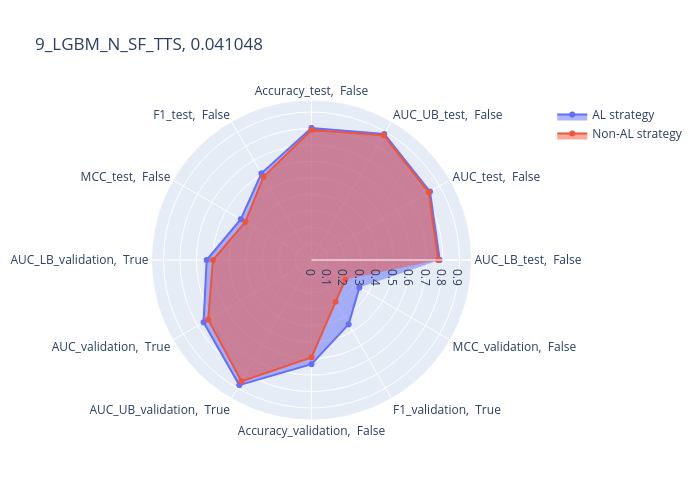 9_LGBM_N_SF_TTS, 0.041048
Accuracy_test,  False
F1_test,  False
AUC_UB_test,  False
AL strategy
Non-AL strategy
MCC_test,  False
AUC_test,  False
AUC_LB_validation,  True
AUC_LB_test,  False
0
0.1
0.2
0.3
0.4
0.5
0.6
0.7
0.8
0.9
AUC_validation,  True
MCC_validation,  False
AUC_UB_validation,  True
F1_validation,  True
Accuracy_validation,  False